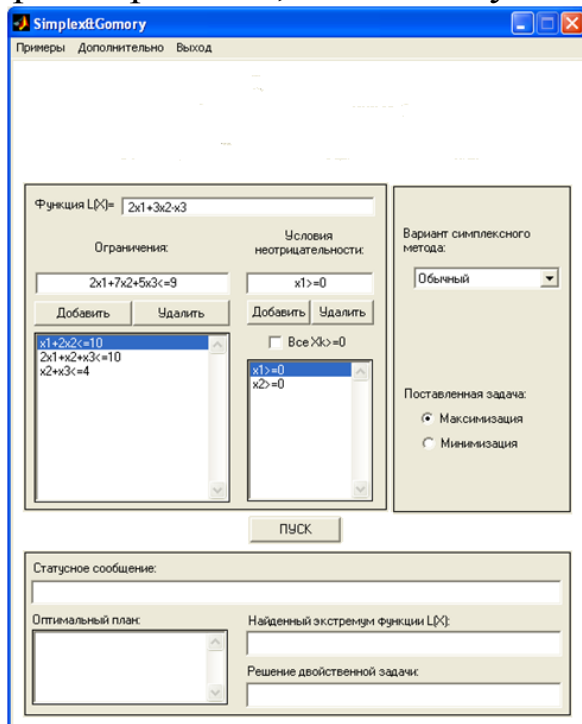 Simplex&Gomory
Примеры Дополнительно Выход
Функция L(X)= 2x1+3x2-x3
Ограничения:
Условия
неотрицательности:
2x1+7x2+5x3<=9
x1>=0
Добавить Удалить
Добавить Удалить
Все Xk>=0
x1+2x2<=10
2x1+x2+x3<=10
x2+x3<=4
x1>=0
x2>=0
Вариант симплексного
метода:
Обычный
Поставленная задача:
Максимизация
Минимизация
ПУСК
Статусное сообщение:
Оптимальный план:
Найденный экстремум функции L(X):
Решение двойственной задачи: